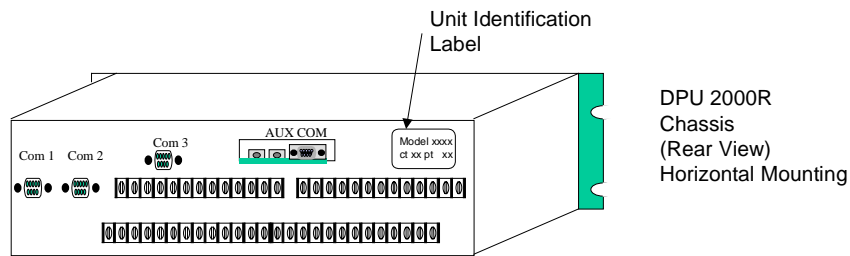 Unit Identification
Label
DPU 2000R
Chassis
(Rear View)
Horizontal Mounting
AUX COM
Model xxxx
ct xx pt xx
Com 3
Com 1 Com 2